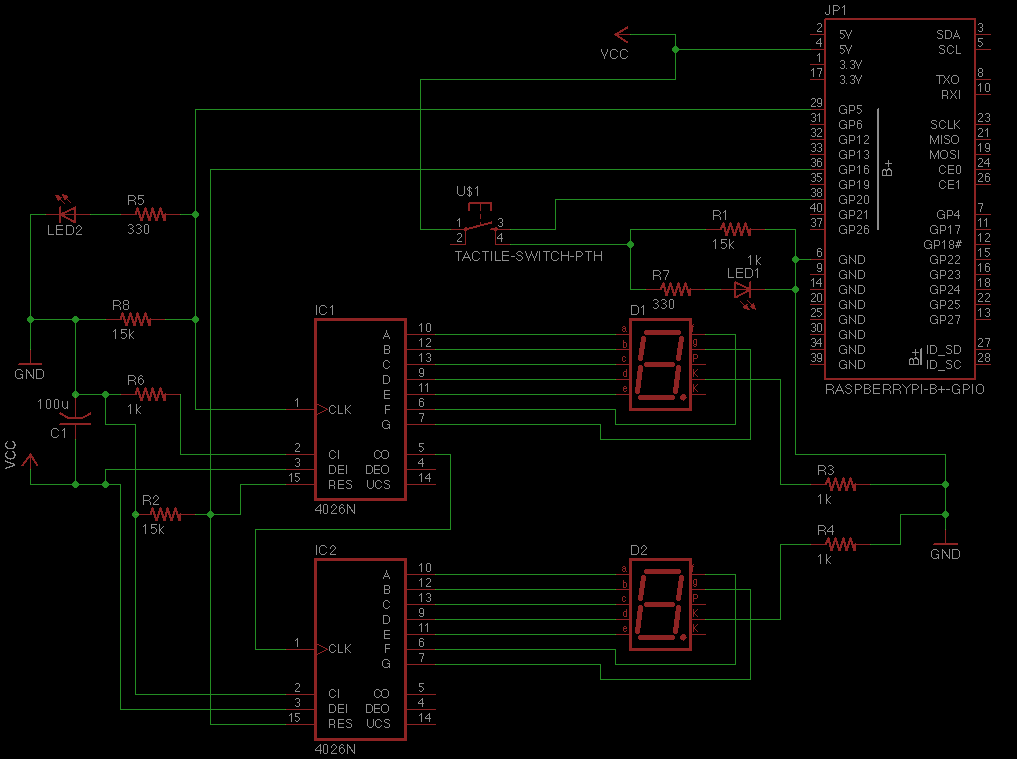 JP1
VCC
2 5V SDA 3
4 5V SCL 5
1 3.3V
17 3.3V TXO 8
RXI 10
29 GP5
31 GP6 SCLK 23
32 GP12 MISO 21
33 GP13 MOSI 19
36 GP16 CE0 24
35 GP19 CE1 26
38 GP20
40 GP21 GP4 7
37 GP26 GP17 11
GP18# 12
6 GND GP22 15
9 GND GP23 16
14 GND GP24 18
20 GND GP25 22
25 GND GP27 13
30 GND
34 GND ID_SD 27
39 GND ID_SC 28
B+
B+
RASPBERRYPI-B+-GPIO
U$1
1 3
2 4
TACTILE-SWITCH-PTH
R1
15k
1k
R7
330
LED1
LED2
R5
330
R8
15k
GND
R6
1k
100u
C1
VCC
R2
15k
IC1
A 10
B 12
C 13
D 9
E 11
1 CLK F 6
G 7
2 CI CO 5
3 DEI DEO 4
15 RES UCS 14
4026N
D1
a f
b g
c P
d K
e K
R3
1k
R4
1k
GND
IC2
A 10
B 12
C 13
D 9
E 11
1 CLK F 6
G 7
2 CI CO 5
3 DEI DEO 4
15 RES UCS 14
4026N
D2
a f
b g
c P
d K
e K